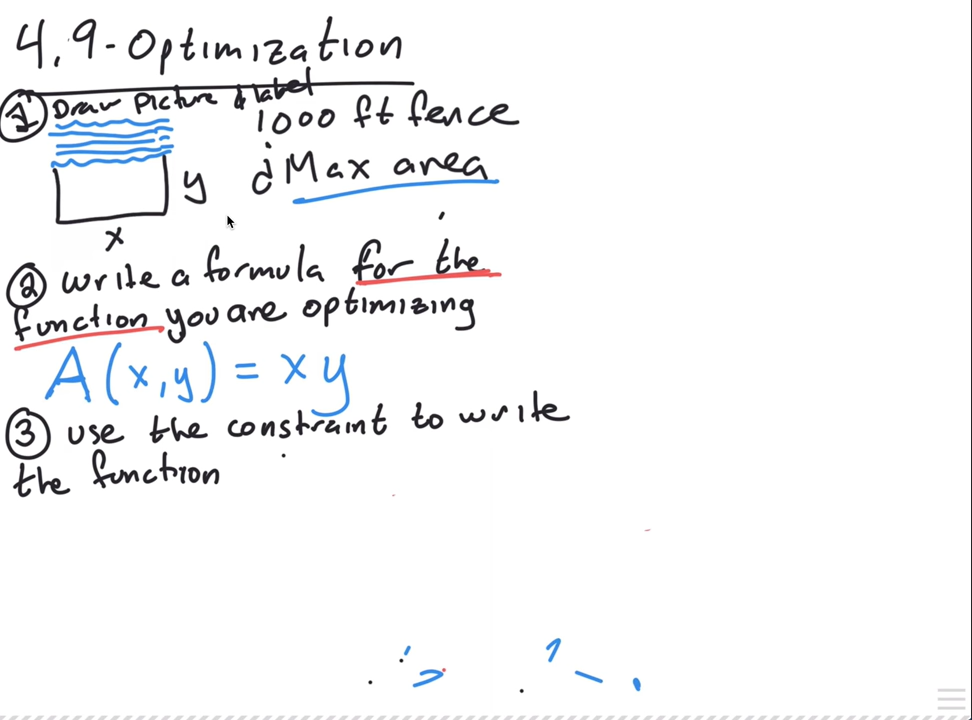 4.9-Optimization
① Draw Picture & label
1000 ft fence
y
¿ Max area
x
② write a formula for the
function you are optimizing
A(x,y) = xy
③ use the constraint to write
the function